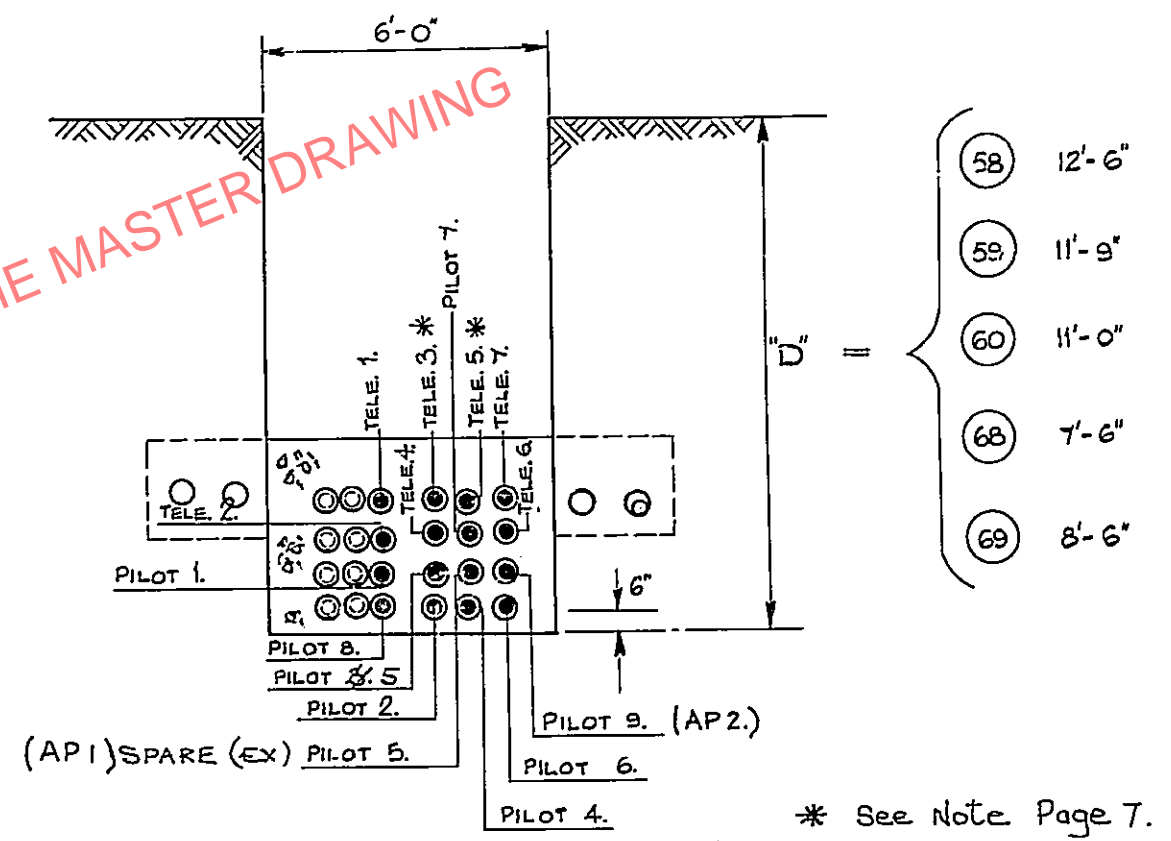 6'-0"
HE MASTER DRAWING
58 12'-6"
59 11'-9"
60 11'-0"
68 7'-6"
69 8'-6"
"D" =
PILOT 7.
TELE. 1.
TELE. 3. *
TELE. 5. *
TELE. 7.
TELE. 4.
TELE. 6.
TELE. 2.
PILOT 1.
6"
PILOT 8.
PILOT 5
PILOT 2.
PILOT 9. (AP2.)
(AP1) SPARE (EX) PILOT 5.
PILOT 6.
PILOT 4.
* See Note Page 7.